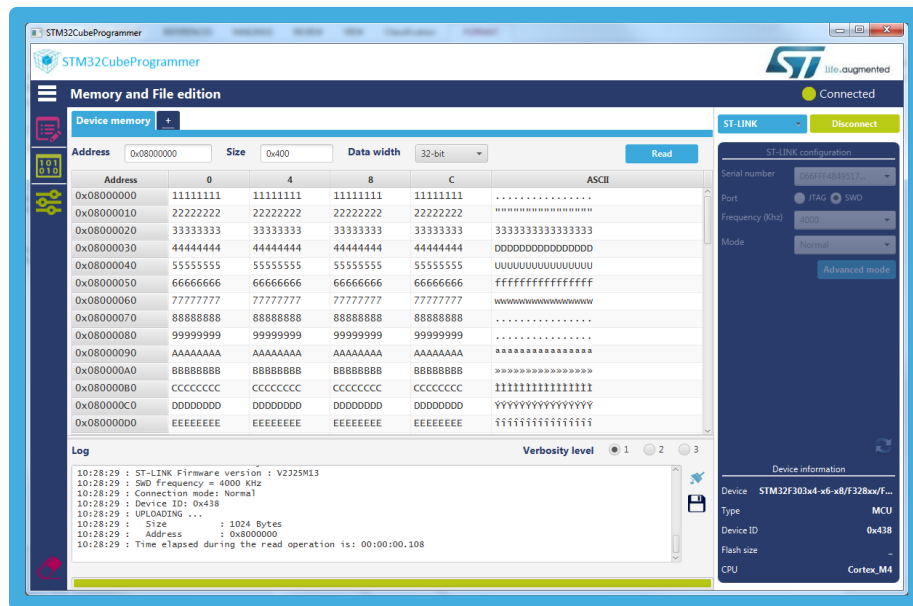 STM32CubeProgrammer
STM32CubeProgrammer
life.augmented
Memory and File edition
Connected
Device memory +
ST-LINK Disconnect
Address 0x08000000 Size 0x400 Data width 32-bit Read
ST-LINK configuration
Serial number 066FFF4849517...
Port JTAG SWD
Frequency (Khz) 4000
Mode Normal
Advanced mode
Address 0 4 8 C ASCII
0x08000000 11111111 11111111 11111111 11111111 ................
0x08000010 22222222 22222222 22222222 22222222 """"""""""""""""
0x08000020 33333333 33333333 33333333 33333333 3333333333333333
0x08000030 44444444 44444444 44444444 44444444 DDDDDDDDDDDDDDDD
0x08000040 55555555 55555555 55555555 55555555 UUUUUUUUUUUUUUUU
0x08000050 66666666 66666666 66666666 66666666 ffffffffffffffff
0x08000060 77777777 77777777 77777777 77777777 wwwwwwwwwwwwwwww
0x08000070 88888888 88888888 88888888 88888888 ................
0x08000080 99999999 99999999 99999999 99999999 ................
0x08000090 AAAAAAAA AAAAAAAA AAAAAAAA AAAAAAAA ªªªªªªªªªªªªªªªª
0x080000A0 BBBBBBBB BBBBBBBB BBBBBBBB BBBBBBBB »»»»»»»»»»»»»»»»
0x080000B0 CCCCCCCC CCCCCCCC CCCCCCCC CCCCCCCC ÌÌÌÌÌÌÌÌÌÌÌÌÌÌÌÌ
0x080000C0 DDDDDDDD DDDDDDDD DDDDDDDD DDDDDDDD ÝÝÝÝÝÝÝÝÝÝÝÝÝÝÝÝ
0x080000D0 EEEEEEEE EEEEEEEE EEEEEEEE EEEEEEEE îîîîîîîîîîîîîîîî
Log Verbosity level 1 2 3
10:28:29 : ST-LINK Firmware version : V2J25M13
10:28:29 : SWD frequency = 4000 KHz
10:28:29 : Connection mode: Normal
10:28:29 : Device ID: 0x438
10:28:29 : UPLOADING ...
10:28:29 : Size : 1024 Bytes
10:28:29 : Address : 0x8000000
10:28:29 : Time elapsed during the read operation is: 00:00:00.108
Device information
Device STM32F303x4-x6-x8/F328xx/F...
Type MCU
Device ID 0x438
Flash size _
CPU Cortex_M4